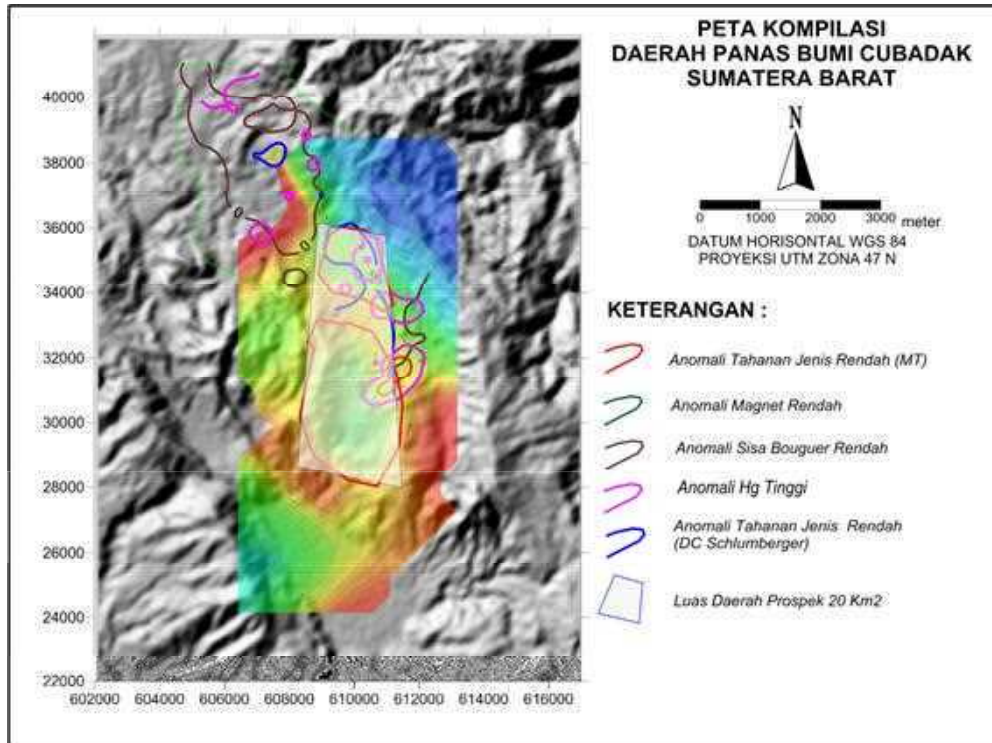 PETA KOMPILASI
DAERAH PANAS BUMI CUBADAK
SUMATERA BARAT
N
0 1000 2000 3000 meter
DATUM HORISONTAL WGS 84
PROYEKSI UTM ZONA 47 N
KETERANGAN :
Anomali Tahanan Jenis Rendah (MT)
Anomali Magnet Rendah
Anomali Sisa Bouguer Rendah
Anomali Hg Tinggi
Anomali Tahanan Jenis Rendah
(DC Schlumberger)
Luas Daerah Prospek 20 Km2
40000
38000
36000
34000
32000
30000
28000
26000
24000
22000
602000 604000 606000 608000 610000 612000 614000 616000
0
0